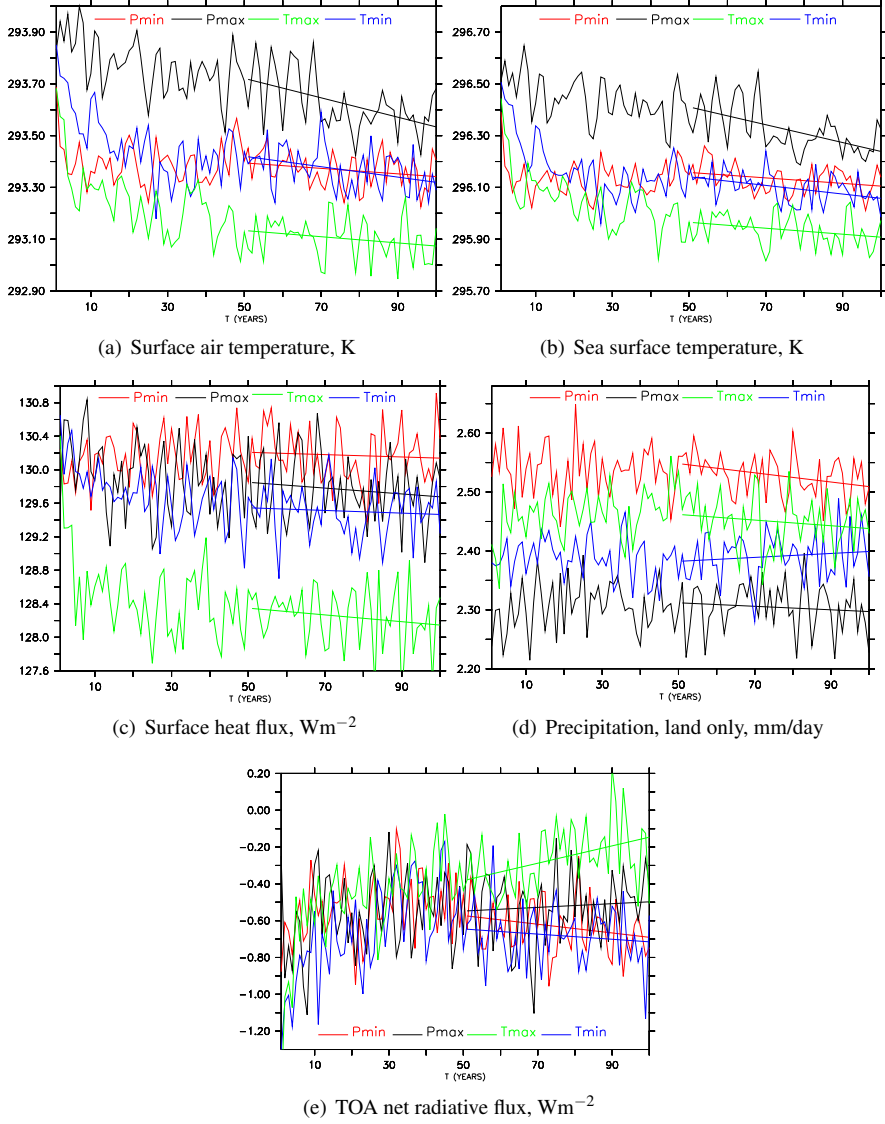 Pmin Pmax Tmax Tmin
293.90
293.70
293.50
293.30
293.10
292.90
10 30 50 70 90
T (YEARS)
(a) Surface air temperature, K
Pmin Pmax Tmax Tmin
296.70
296.50
296.30
296.10
295.90
295.70
10 30 50 70 90
T (YEARS)
(b) Sea surface temperature, K
Pmin Pmax Tmax Tmin
130.8
130.4
130.0
129.6
129.2
128.8
128.4
128.0
127.6
10 30 50 70 90
T (YEARS)
(c) Surface heat flux, Wm−2
Pmin Pmax Tmax Tmin
2.60
2.50
2.40
2.30
2.20
10 30 50 70 90
T (YEARS)
(d) Precipitation, land only, mm/day
0.20
0.00
−0.20
−0.40
−0.60
−0.80
−1.00
−1.20
Pmin Pmax Tmax Tmin
10 30 50 70 90
T (YEARS)
(e) TOA net radiative flux, Wm−2